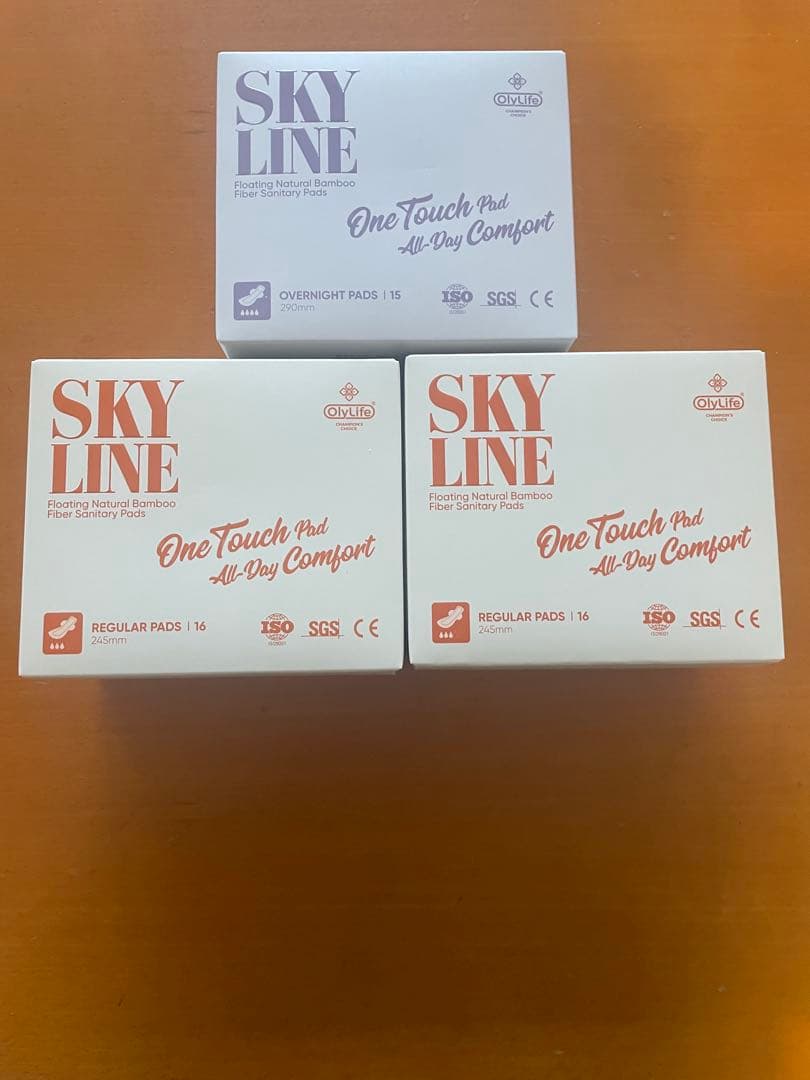 SKY
LINE
Floating Natural Bamboo
Fiber Sanitary Pads
OlyLife®
CHAMPION'S
CHOICE
One Touch Pad
All-Day Comfort
OVERNIGHT PADS | 15
290mm
ISO
SGS
CE
SKY
LINE
Floating Natural Bamboo
Fiber Sanitary Pads
OlyLife®
CHAMPION'S
CHOICE
One Touch Pad
All-Day Comfort
REGULAR PADS | 16
245mm
ISO
ISO9001
SGS
CE
SKY
LINE
Floating Natural Bamboo
Fiber Sanitary Pads
OlyLife®
CHAMPION'S
CHOICE
One Touch Pad
All-Day Comfort
REGULAR PADS | 16
245mm
ISO
ISO9001
SGS
CE